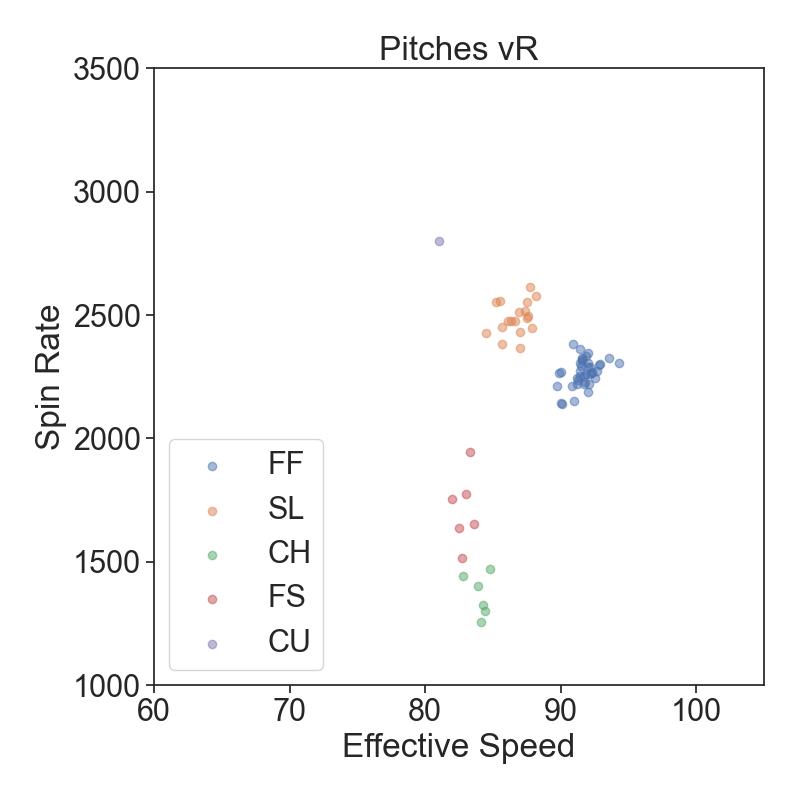 Pitches vR
3500
3000
2500
2000
1500
1000
Spin Rate
FF
SL
CH
FS
CU
60 70 80 90 100
Effective Speed